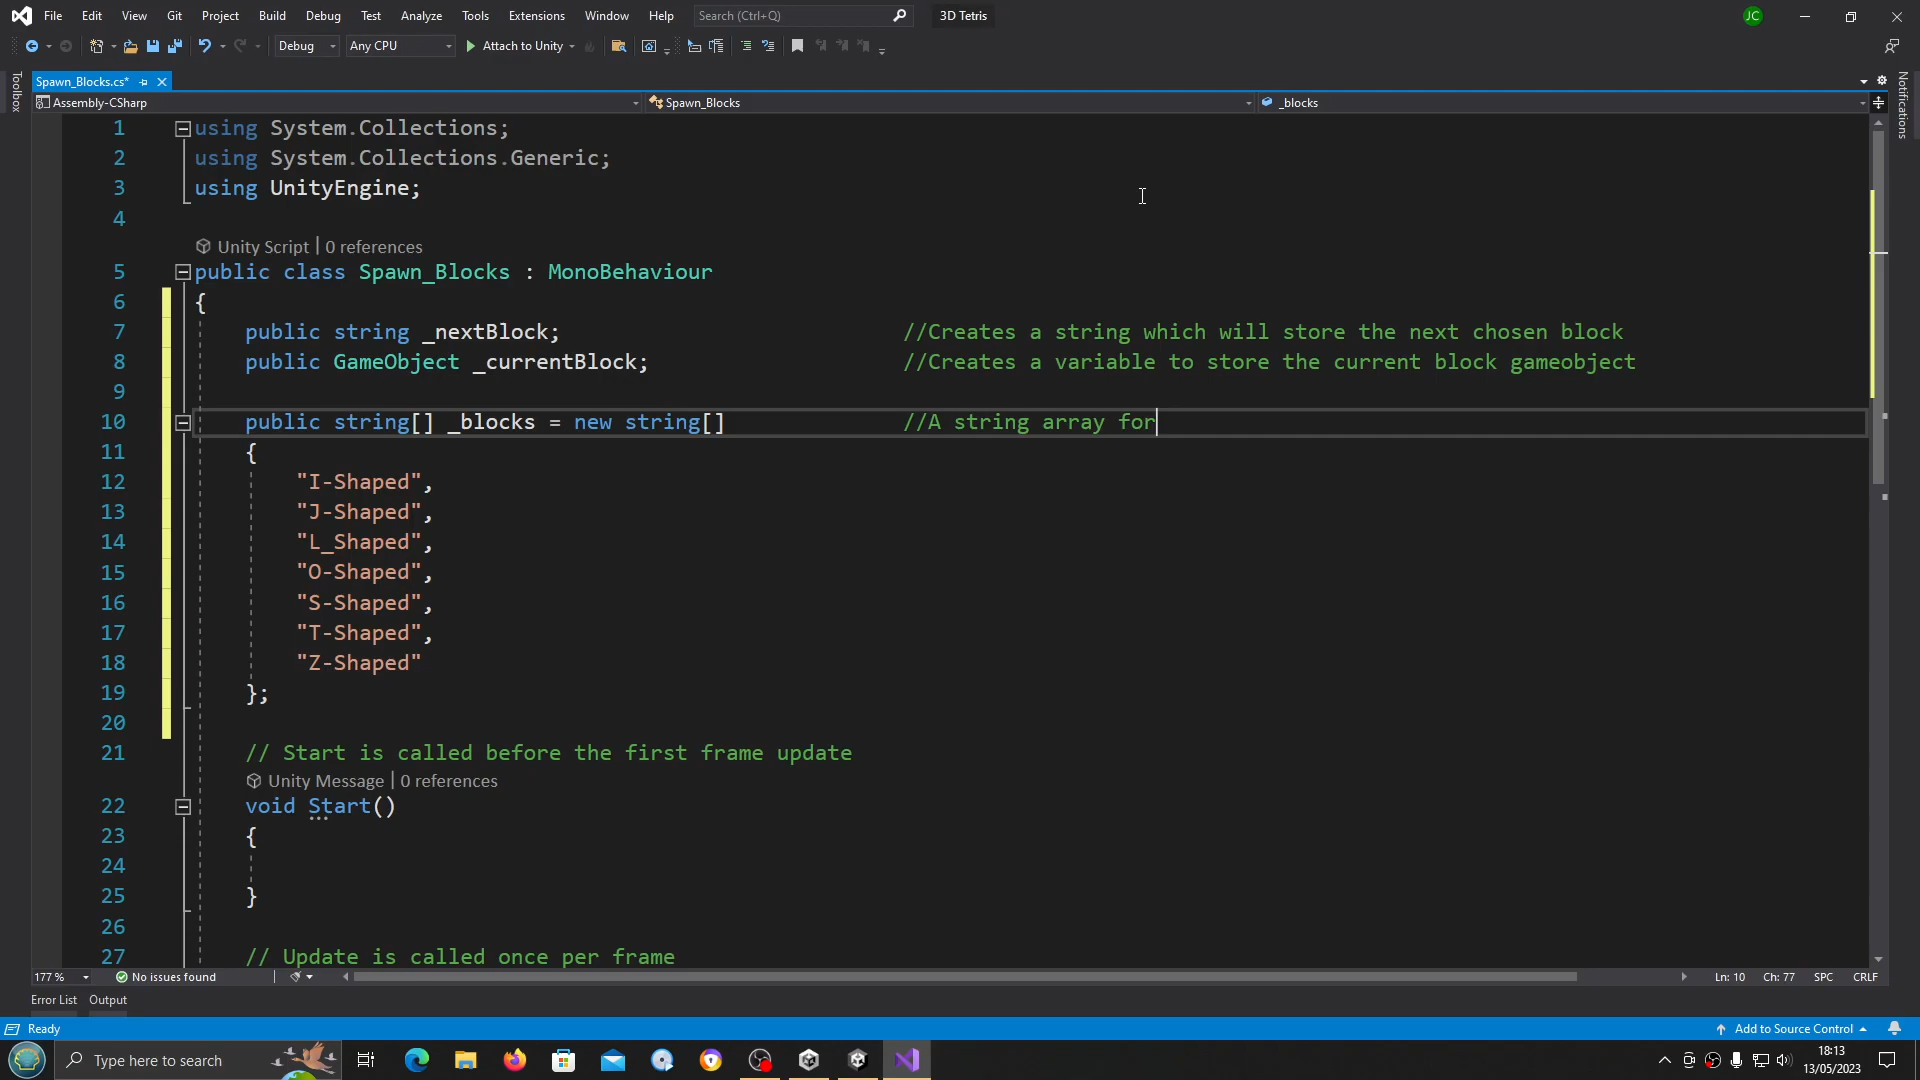 File Edit View Git Project Build Debug Test Analyze Tools Extensions Window Help Search (Ctrl+Q) 3D Tetris JC
Debug Any CPU Attach to Unity
Spawn_Blocks.cs*
Assembly-CSharp Spawn_Blocks _blocks
Toolbox
Notifications
1 using System.Collections;
2 using System.Collections.Generic;
3 using UnityEngine;
4
Unity Script | 0 references
5 public class Spawn_Blocks : MonoBehaviour
6 {
7 public string _nextBlock; //Creates a string which will store the next chosen block
8 public GameObject _currentBlock; //Creates a variable to store the current block gameobject
9
10 public string[] _blocks = new string[] //A string array for
11 {
12 "I-Shaped",
13 "J-Shaped",
14 "L_Shaped",
15 "O-Shaped",
16 "S-Shaped",
17 "T-Shaped",
18 "Z-Shaped"
19 };
20
21 // Start is called before the first frame update
Unity Message | 0 references
22 void Start()
23 {
24
25 }
26
27 // Update is called once per frame
177 % No issues found Ln: 10 Ch: 77 SPC CRLF
Error List Output
Ready Add to Source Control
Type here to search 18:13
13/05/2023